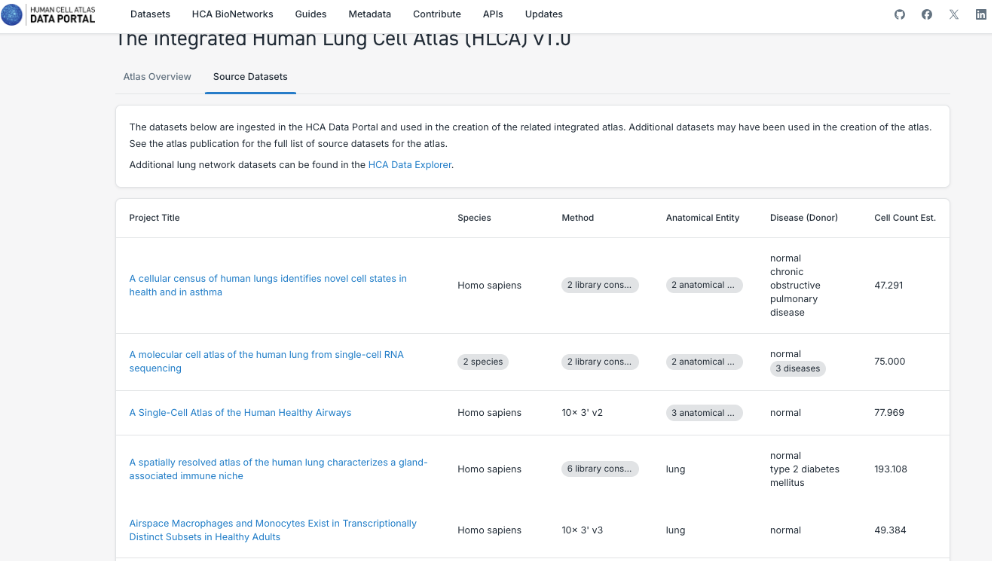 HUMAN CELL ATLAS
DATA PORTAL
Datasets HCA BioNetworks Guides Metadata Contribute APIs Updates
The Integrated Human Lung Cell Atlas (HLCA) v1.0
Atlas Overview Source Datasets
The datasets below are ingested in the HCA Data Portal and used in the creation of the related integrated atlas. Additional datasets may have been used in the creation of the atlas.
See the atlas publication for the full list of source datasets for the atlas.
Additional lung network datasets can be found in the HCA Data Explorer.
Project Title Species Method Anatomical Entity Disease (Donor) Cell Count Est.
A cellular census of human lungs identifies novel cell states in
health and in asthma
Homo sapiens
2 library cons...
2 anatomical ...
normal
chronic
obstructive
pulmonary
disease
47.291
A molecular cell atlas of the human lung from single-cell RNA
sequencing
2 species
2 library cons...
2 anatomical ...
normal
3 diseases
75.000
A Single-Cell Atlas of the Human Healthy Airways
Homo sapiens
10× 3' v2
3 anatomical ...
normal
77.969
A spatially resolved atlas of the human lung characterizes a gland-
associated immune niche
Homo sapiens
6 library cons...
lung
normal
type 2 diabetes
mellitus
193.108
Airspace Macrophages and Monocytes Exist in Transcriptionally
Distinct Subsets in Healthy Adults
Homo sapiens
10× 3' v3
lung
normal
49.384